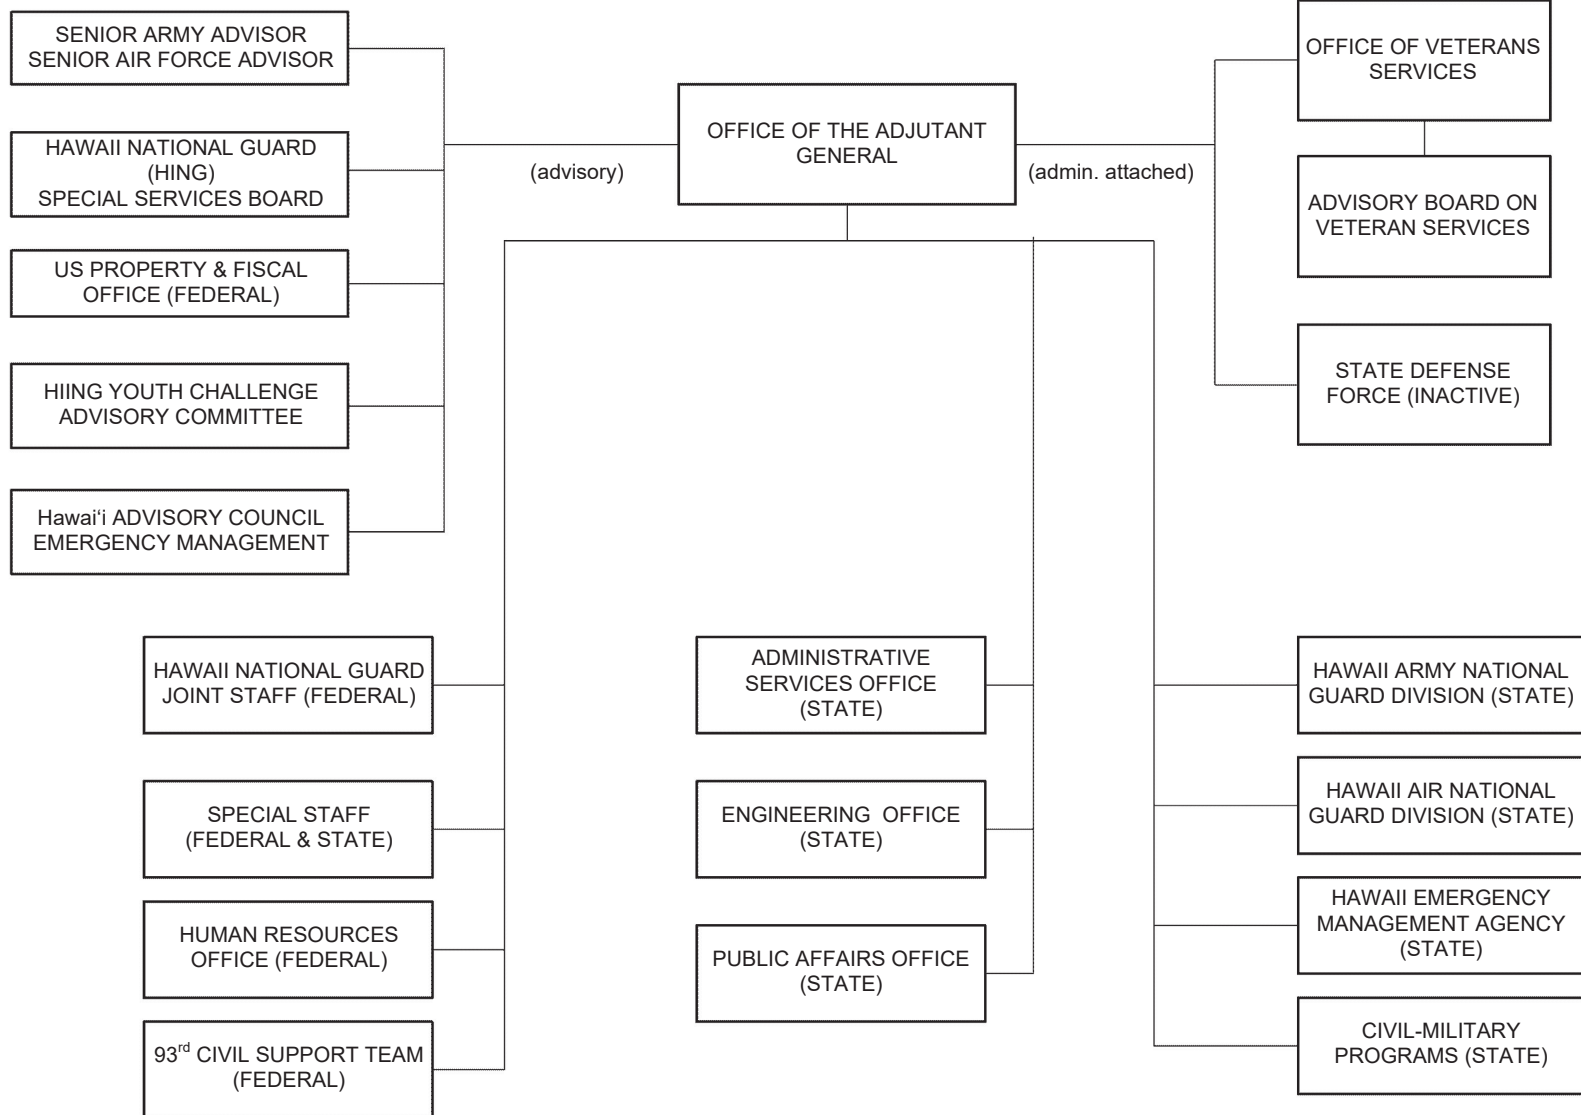 SENIOR ARMY ADVISOR
SENIOR AIR FORCE ADVISOR
HAWAII NATIONAL GUARD
(HING)
SPECIAL SERVICES BOARD
US PROPERTY & FISCAL
OFFICE (FEDERAL)
HIING YOUTH CHALLENGE
ADVISORY COMMITTEE
Hawai‘i ADVISORY COUNCIL
EMERGENCY MANAGEMENT
(advisory)
OFFICE OF THE ADJUTANT
GENERAL
(admin. attached)
OFFICE OF VETERANS
SERVICES
ADVISORY BOARD ON
VETERAN SERVICES
STATE DEFENSE
FORCE (INACTIVE)
HAWAII NATIONAL GUARD
JOINT STAFF (FEDERAL)
SPECIAL STAFF
(FEDERAL & STATE)
HUMAN RESOURCES
OFFICE (FEDERAL)
93rd CIVIL SUPPORT TEAM
(FEDERAL)
ADMINISTRATIVE
SERVICES OFFICE
(STATE)
ENGINEERING OFFICE
(STATE)
PUBLIC AFFAIRS OFFICE
(STATE)
HAWAII ARMY NATIONAL
GUARD DIVISION (STATE)
HAWAII AIR NATIONAL
GUARD DIVISION (STATE)
HAWAII EMERGENCY
MANAGEMENT AGENCY
(STATE)
CIVIL-MILITARY
PROGRAMS (STATE)